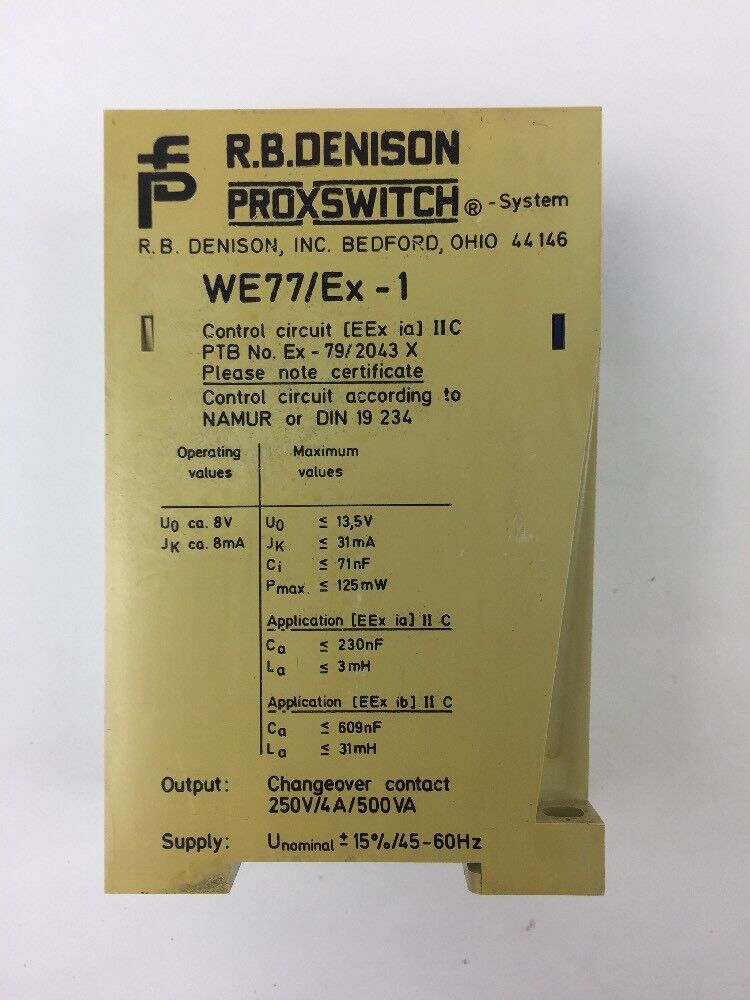 R.B.DENISON
PROXSWITCH® -System
R.B. DENISON, INC. BEDFORD, OHIO 44146
WE77/Ex -1
Control circuit [EEx ia] IIC
PTB No. Ex - 79/2043 X
Please note certificate
Control circuit according to
NAMUR or DIN 19 234
Operating values Maximum values
U0 ca. 8V U0 ≤ 13,5V
JK ca. 8mA JK ≤ 31mA
Ci ≤ 71nF
Pmax. ≤ 125mW
Application [EEx ia] II C
Ca ≤ 230nF
La ≤ 3mH
Application [EEx ib] II C
Ca ≤ 609nF
La ≤ 31mH
Output: Changeover contact
250V/4A/500VA
Supply: Unominal ± 15%/45-60Hz